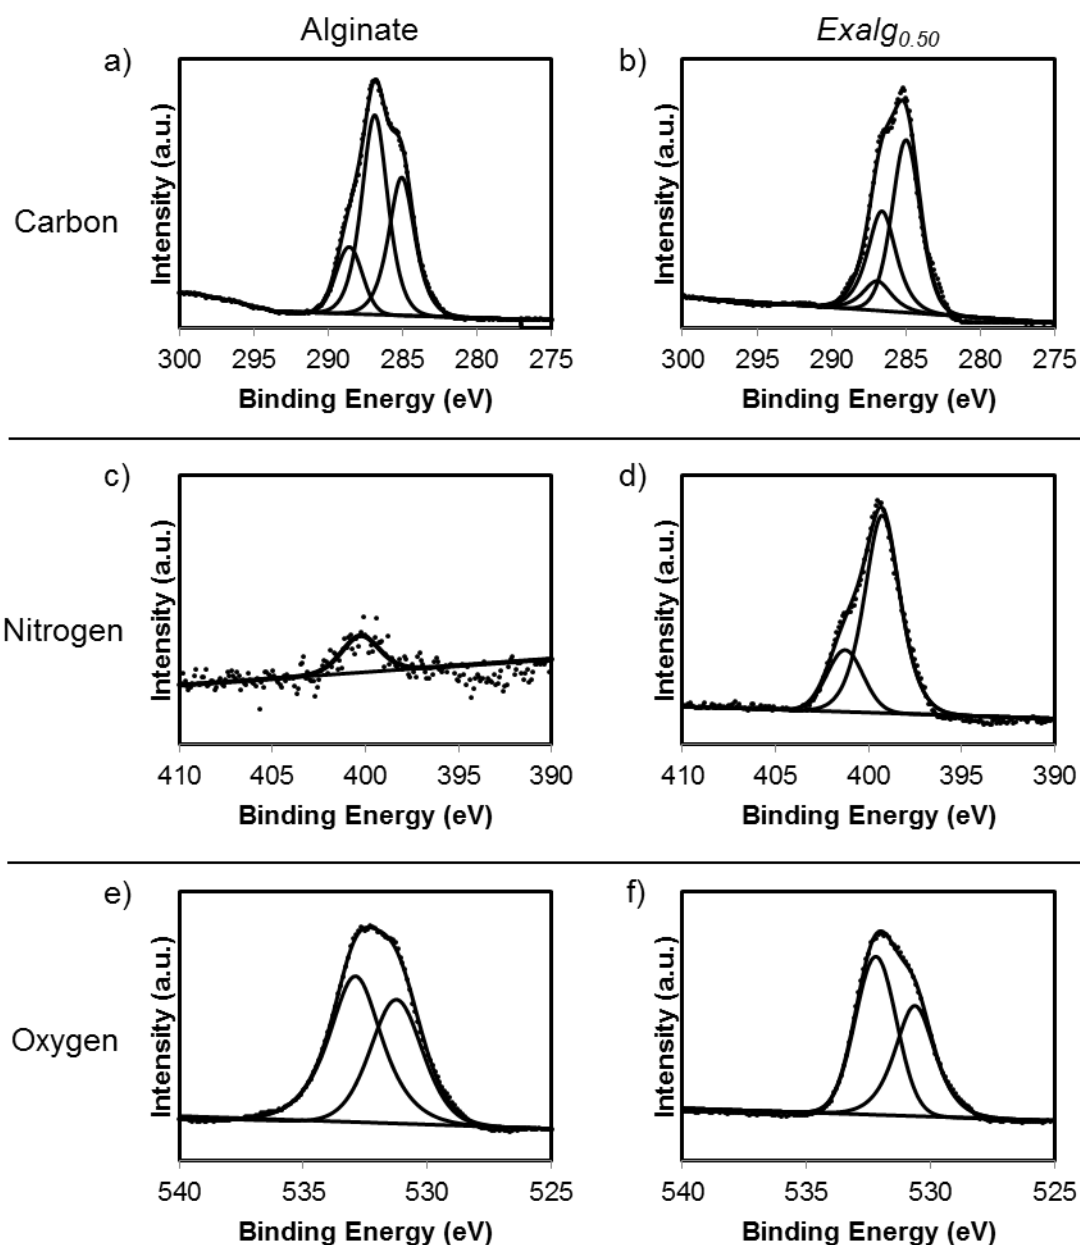 Alginate
Exalg0.50
a)
b)
Carbon
Intensity (a.u.)
Intensity (a.u.)
300 295 290 285 280 275
300 295 290 285 280 275
Binding Energy (eV)
Binding Energy (eV)
c)
d)
Nitrogen
Intensity (a.u.)
Intensity (a.u.)
410 405 400 395 390
410 405 400 395 390
Binding Energy (eV)
Binding Energy (eV)
e)
f)
Oxygen
Intensity (a.u.)
Intensity (a.u.)
540 535 530 525
540 535 530 525
Binding Energy (eV)
Binding Energy (eV)